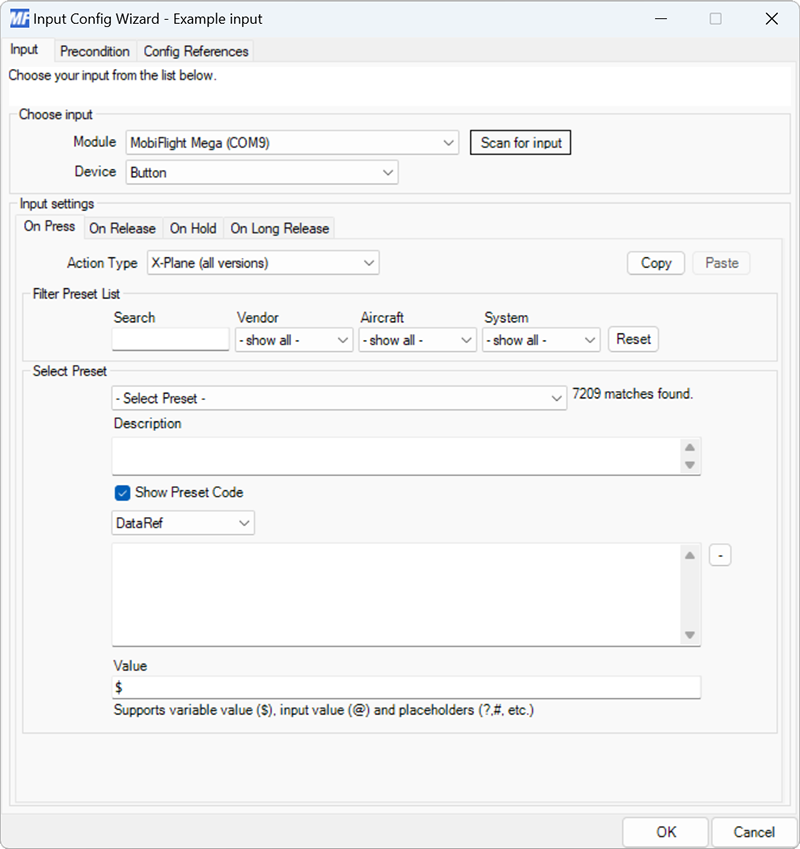 MF Input Config Wizard - Example input
Input Precondition Config References
Choose your input from the list below.
Choose input
Module MobiFlight Mega (COM9) Scan for input
Device Button
Input settings
On Press On Release On Hold On Long Release
Action Type X-Plane (all versions) Copy Paste
Filter Preset List
Search Vendor Aircraft System
- show all - - show all - - show all - Reset
Select Preset
- Select Preset - 7209 matches found.
Description
Show Preset Code
DataRef
-
Value
$
Supports variable value ($), input value (@) and placeholders (?,#, etc.)
OK Cancel